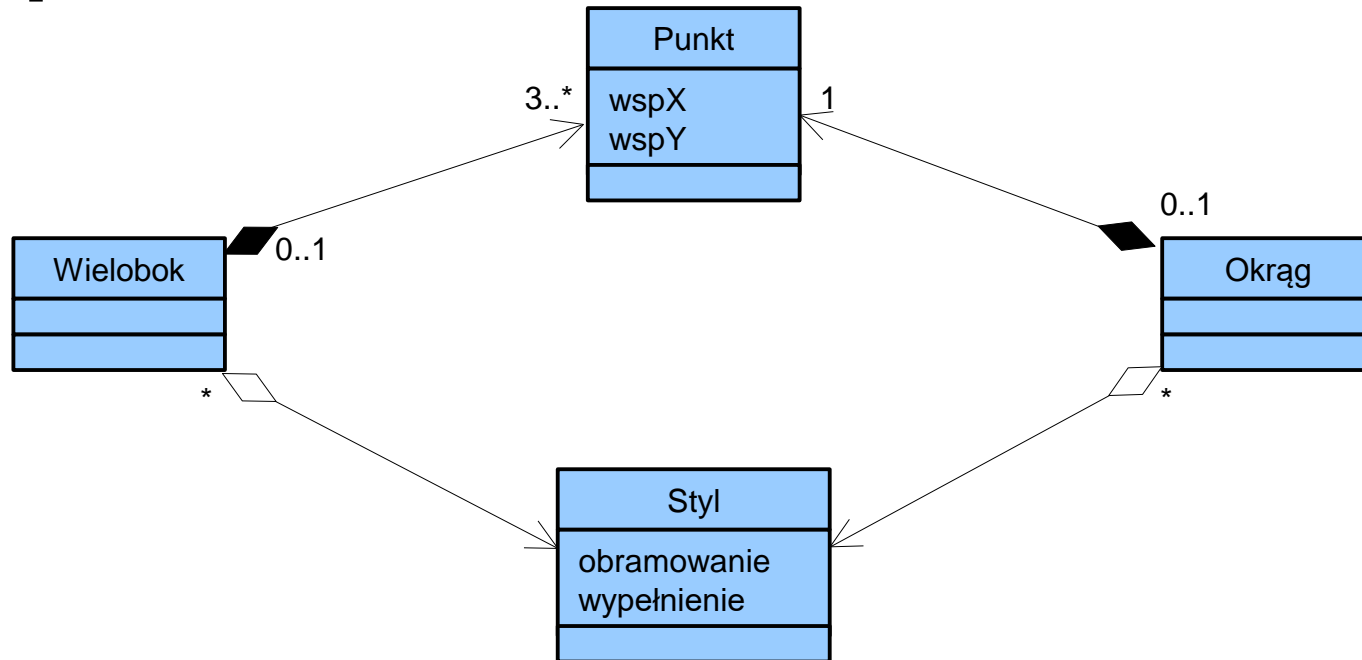 Punkt
3..*
wspX
wspY
1
0..1
0..1
Wielobok
Okrąg
*
*
Styl
obramowanie
wypełnienie